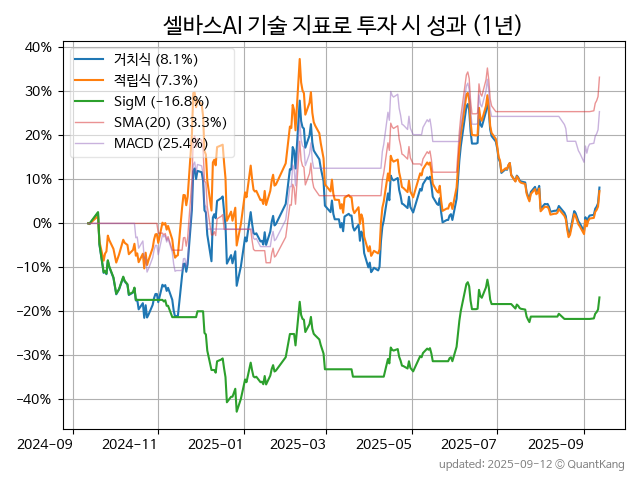 셀바스AI 기술 지표로 투자 시 성과 (1년)
40%
30%
20%
10%
0%
−10%
−20%
−30%
−40%
거치식 (8.1%)
적립식 (7.3%)
SigM (−16.8%)
SMA(20) (33.3%)
MACD (25.4%)
2024-09
2024-11
2025-01
2025-03
2025-05
2025-07
2025-09
updated: 2025-09-12 © QuantKang